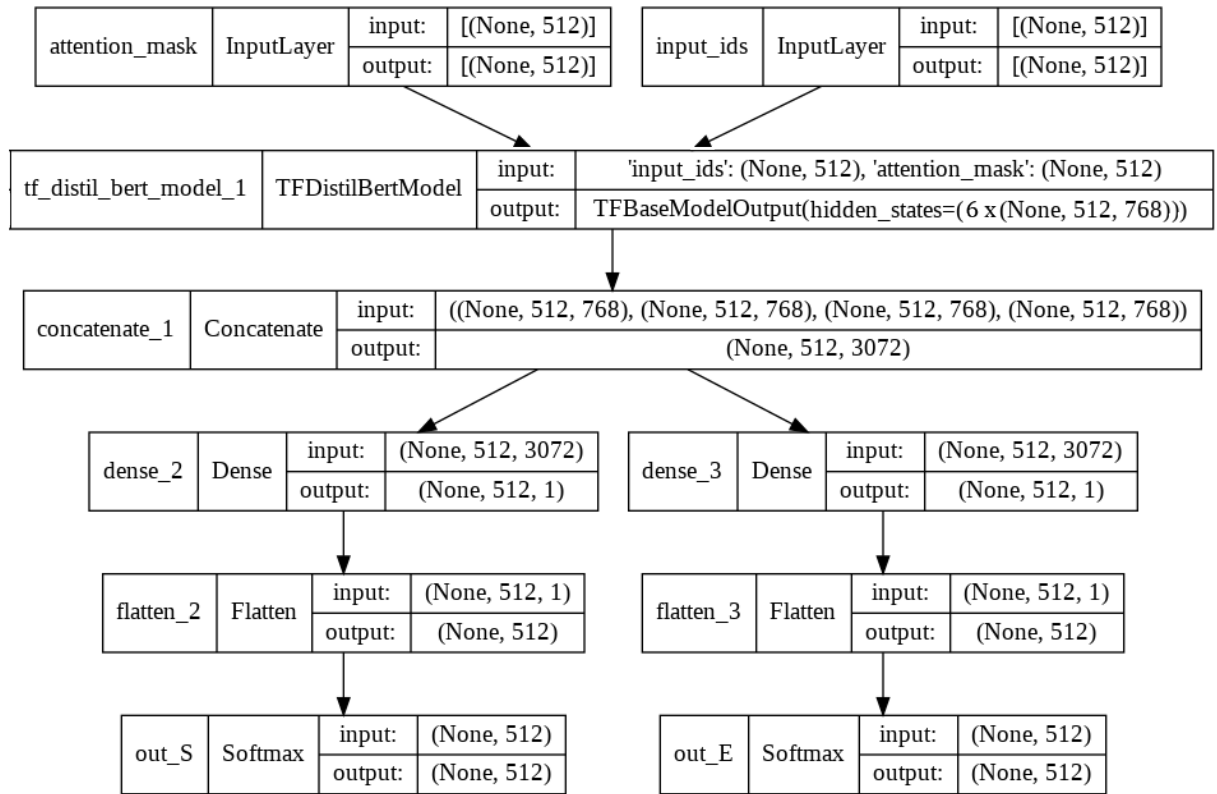 attention_mask InputLayer input: [(None, 512)]
output: [(None, 512)]
input_ids InputLayer input: [(None, 512)]
output: [(None, 512)]
tf_distil_bert_model_1 TFDistilBertModel input: 'input_ids': (None, 512), 'attention_mask': (None, 512)
output: TFBaseModelOutput(hidden_states=(6 x (None, 512, 768)))
concatenate_1 Concatenate input: ((None, 512, 768), (None, 512, 768), (None, 512, 768), (None, 512, 768))
output: (None, 512, 3072)
dense_2 Dense input: (None, 512, 3072)
output: (None, 512, 1)
dense_3 Dense input: (None, 512, 3072)
output: (None, 512, 1)
flatten_2 Flatten input: (None, 512, 1)
output: (None, 512)
flatten_3 Flatten input: (None, 512, 1)
output: (None, 512)
out_S Softmax input: (None, 512)
output: (None, 512)
out_E Softmax input: (None, 512)
output: (None, 512)